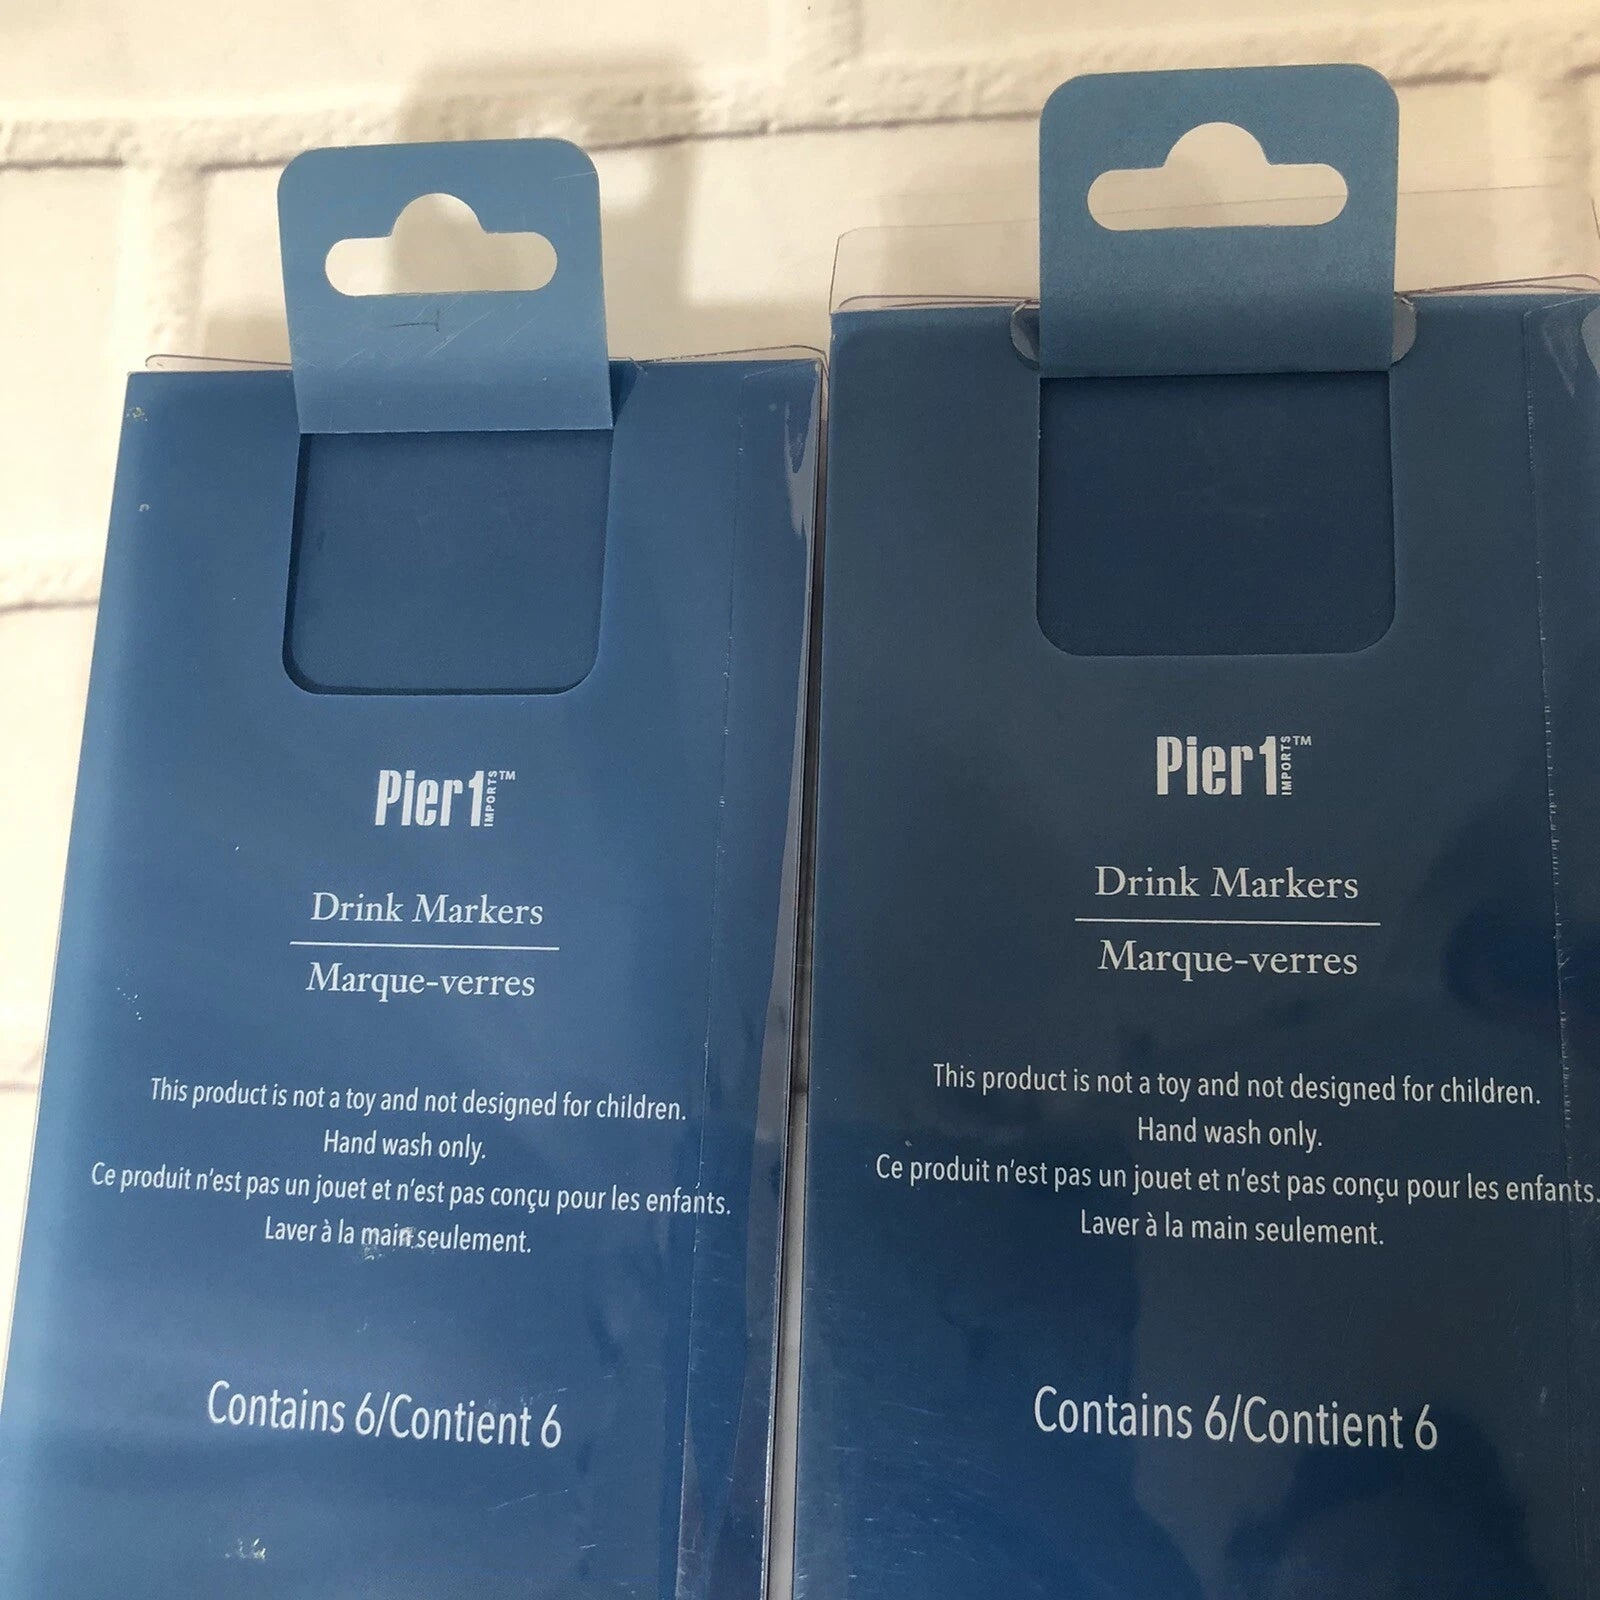 Pier1 IMPORTS™
Drink Markers
Marque-verres
This product is not a toy and not designed for children.
Hand wash only.
Ce produit n'est pas un jouet et n'est pas conçu pour les enfants.
Laver à la main seulement.
Contains 6/Contient 6
Pier1 IMPORTS™
Drink Markers
Marque-verres
This product is not a toy and not designed for children.
Hand wash only.
Ce produit n'est pas un jouet et n'est pas conçu pour les enfants.
Laver à la main seulement.
Contains 6/Contient 6